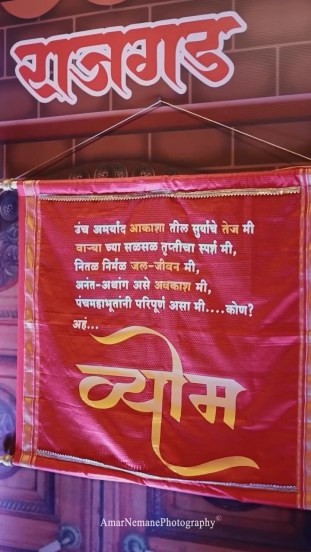 राजगड
उंच अमर्याद आकाशा तील सुर्याचे तेज मी
वाऱ्या च्या सळसळ तृप्तीचा स्पर्श मी,
नितळ निर्मळ जल-जीवन मी,
अनंत-अथांग असे अवकाश मी,
पंचमहाभूतांनी परिपूर्ण असा मी....कोण?
अहं...
व्योम
AmarNemanePhotography©